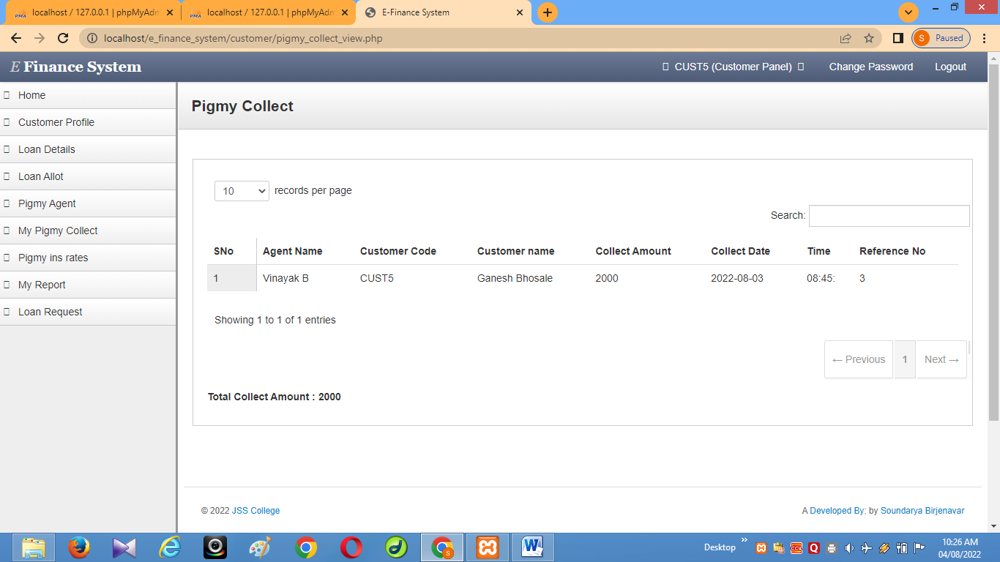 localhost / 127.0.0.1 | phpMyAdm
localhost / 127.0.0.1 | phpMyAdm
E-Finance System
localhost/e_finance_system/customer/pigmy_collect_view.php
S Paused
E Finance System
CUST5 (Customer Panel)
Change Password
Logout
Home
Customer Profile
Loan Details
Loan Allot
Pigmy Agent
My Pigmy Collect
Pigmy ins rates
My Report
Loan Request
Pigmy Collect
10 records per page
Search:
SNo Agent Name Customer Code Customer name Collect Amount Collect Date Time Reference No
1 Vinayak B CUST5 Ganesh Bhosale 2000 2022-08-03 08:45: 3
Showing 1 to 1 of 1 entries
← Previous 1 Next →
Total Collect Amount : 2000
© 2022 JSS College
A Developed By: by Soundarya Birjenavar
Desktop
10:26 AM
04/08/2022